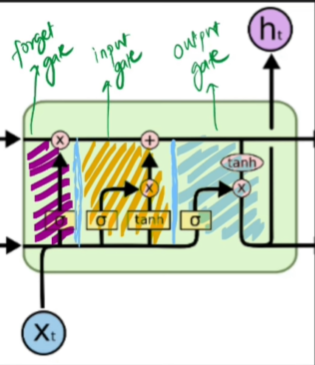 forget gate
input gate
output gate
ht
x
+
tanh
x
x
σ
σ
tanh
σ
Xt